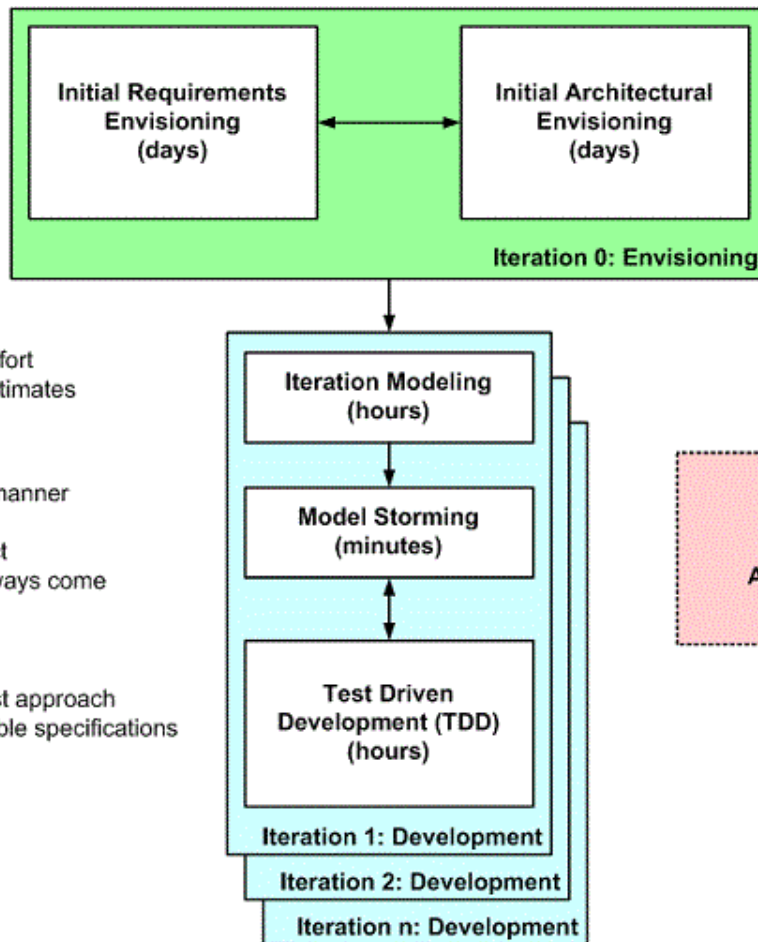 Initial Requirements
Envisioning
(days)
Initial Architectural
Envisioning
(days)
Iteration 0: Envisioning
fort
timates
Iteration Modeling
(hours)
manner
Model Storming
(minutes)
ct
ways come
A
st approach
ble specifications
Test Driven
Development (TDD)
(hours)
Iteration 1: Development
Iteration 2: Development
Iteration n: Development